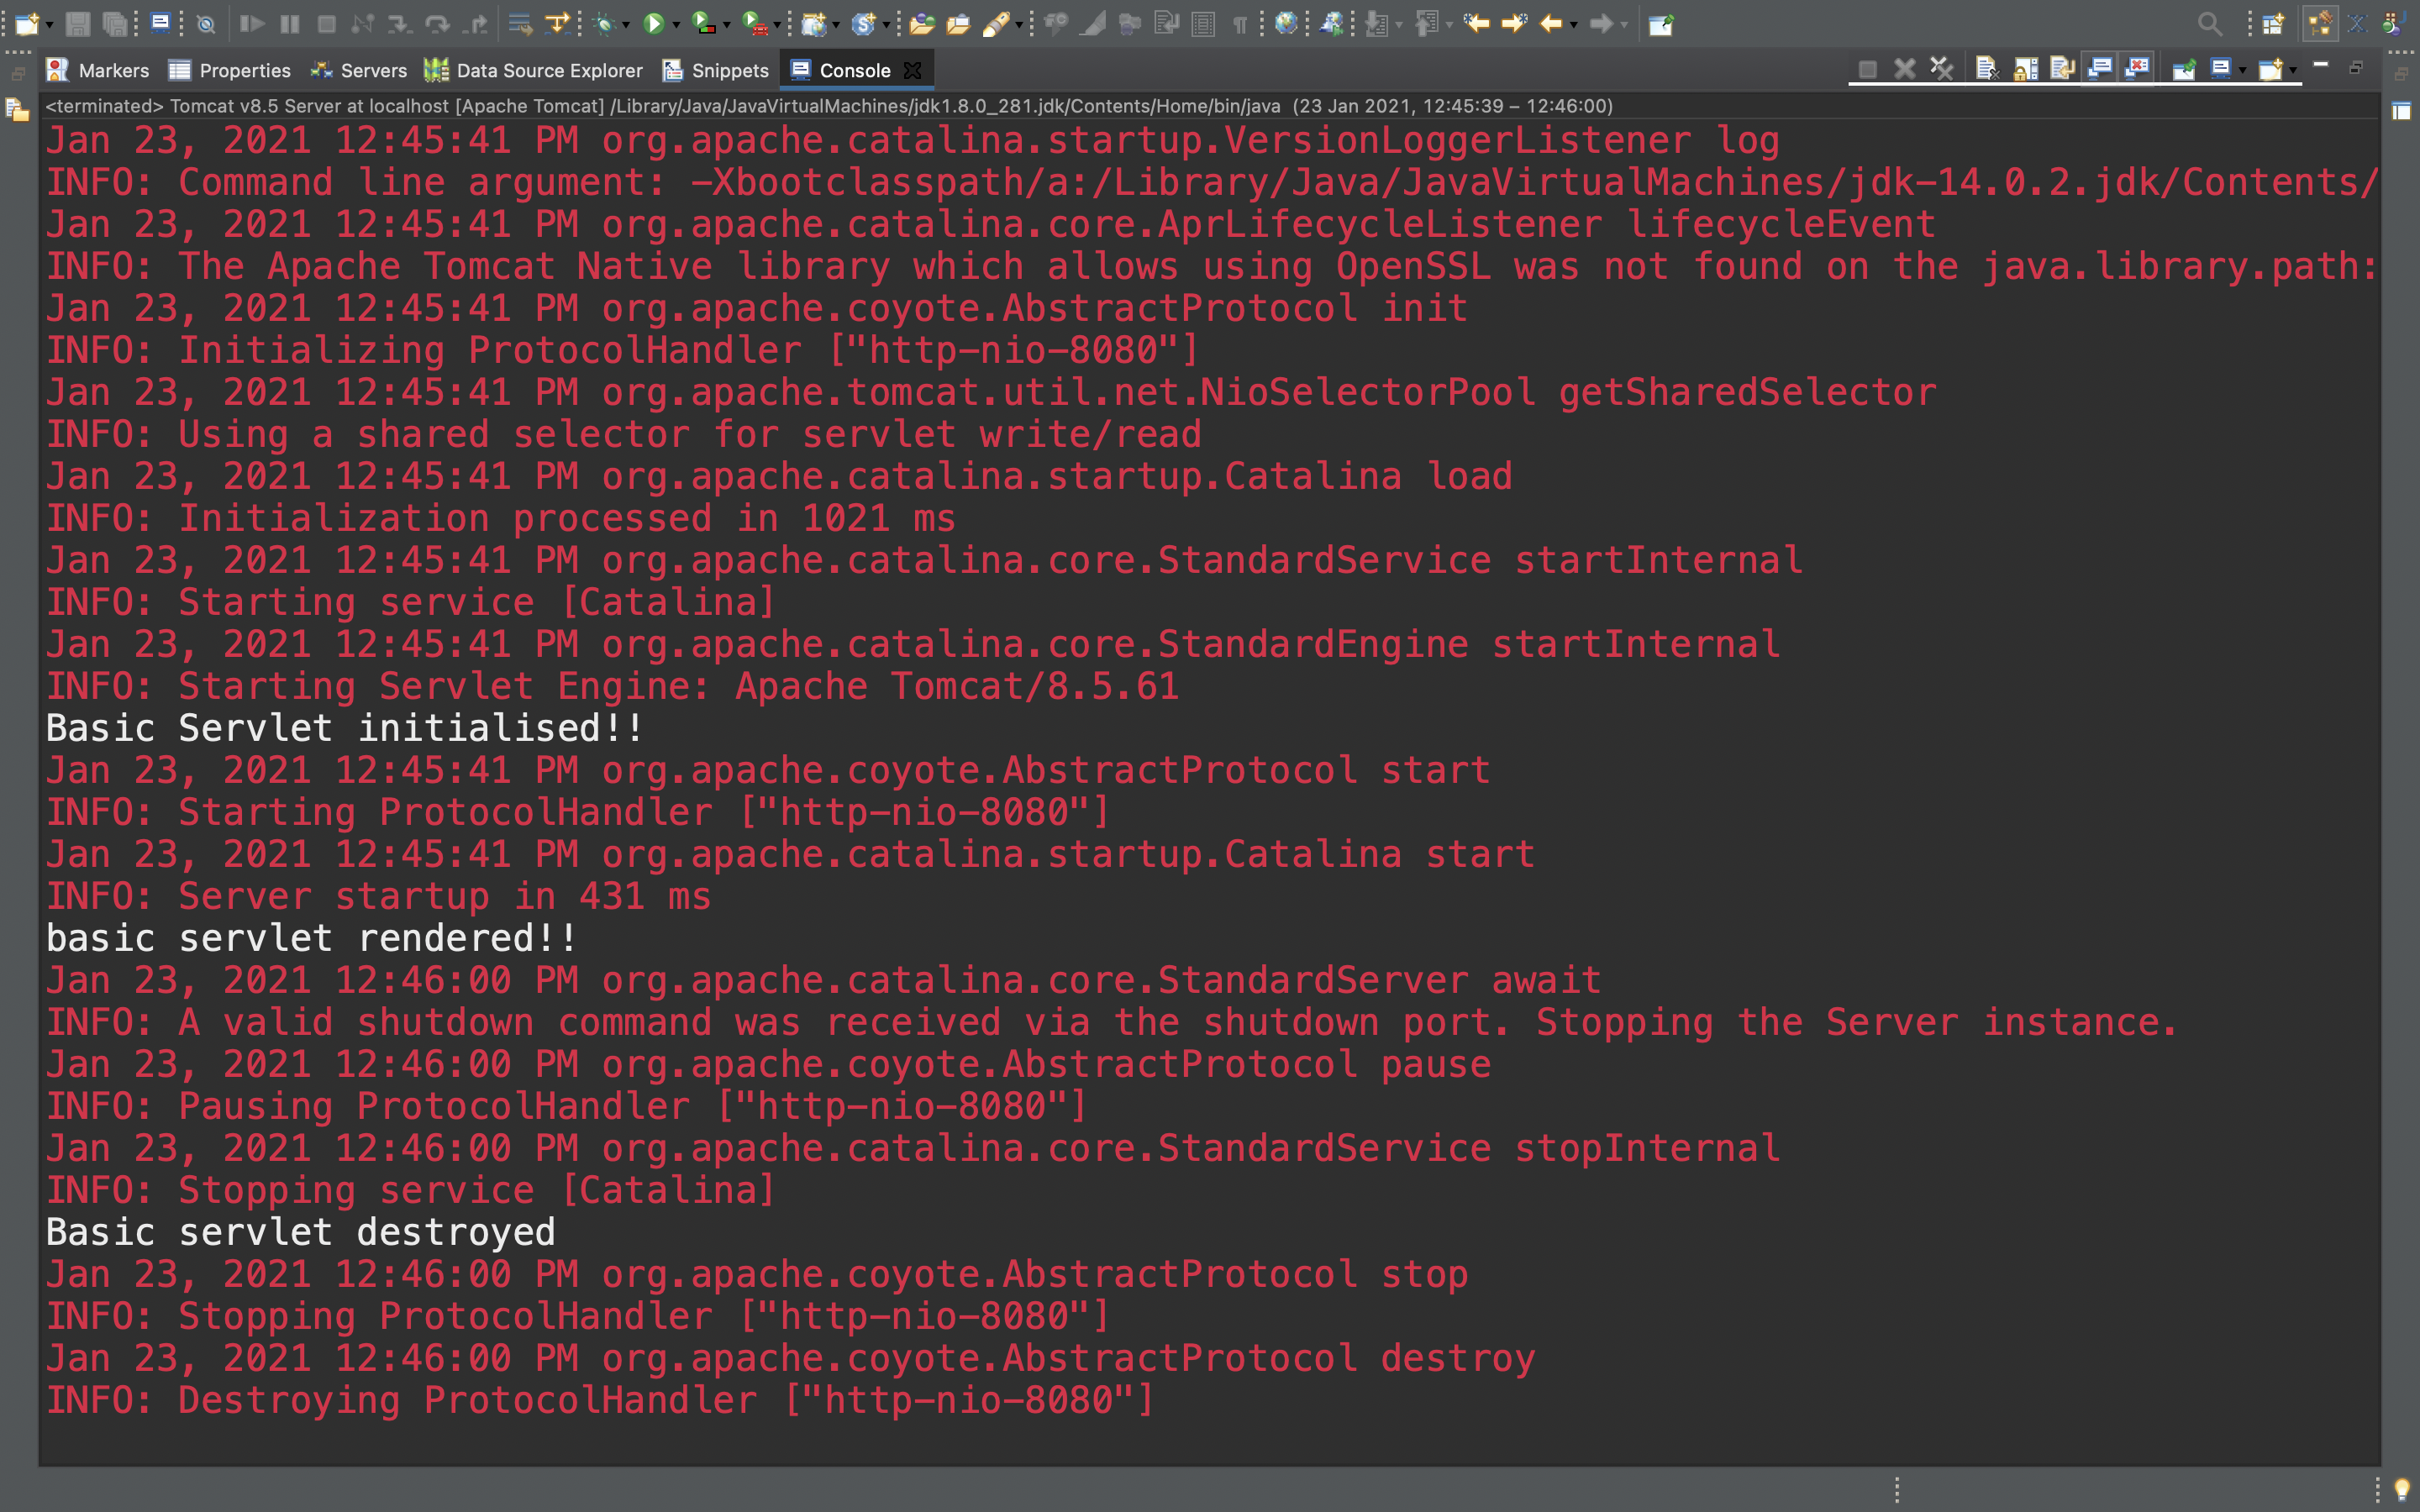 Markers Properties Servers Data Source Explorer Snippets Console
<terminated> Tomcat v8.5 Server at localhost [Apache Tomcat] /Library/Java/JavaVirtualMachines/jdk1.8.0_281.jdk/Contents/Home/bin/java (23 Jan 2021, 12:45:39 – 12:46:00)
Jan 23, 2021 12:45:41 PM org.apache.catalina.startup.VersionLoggerListener log
INFO: Command line argument: -Xbootclasspath/a:/Library/Java/JavaVirtualMachines/jdk-14.0.2.jdk/Contents/
Jan 23, 2021 12:45:41 PM org.apache.catalina.core.AprLifecycleListener lifecycleEvent
INFO: The Apache Tomcat Native library which allows using OpenSSL was not found on the java.library.path:
Jan 23, 2021 12:45:41 PM org.apache.coyote.AbstractProtocol init
INFO: Initializing ProtocolHandler ["http-nio-8080"]
Jan 23, 2021 12:45:41 PM org.apache.tomcat.util.net.NioSelectorPool getSharedSelector
INFO: Using a shared selector for servlet write/read
Jan 23, 2021 12:45:41 PM org.apache.catalina.startup.Catalina load
INFO: Initialization processed in 1021 ms
Jan 23, 2021 12:45:41 PM org.apache.catalina.core.StandardService startInternal
INFO: Starting service [Catalina]
Jan 23, 2021 12:45:41 PM org.apache.catalina.core.StandardEngine startInternal
INFO: Starting Servlet Engine: Apache Tomcat/8.5.61
Basic Servlet initialised!!
Jan 23, 2021 12:45:41 PM org.apache.coyote.AbstractProtocol start
INFO: Starting ProtocolHandler ["http-nio-8080"]
Jan 23, 2021 12:45:41 PM org.apache.catalina.startup.Catalina start
INFO: Server startup in 431 ms
basic servlet rendered!!
Jan 23, 2021 12:46:00 PM org.apache.catalina.core.StandardServer await
INFO: A valid shutdown command was received via the shutdown port. Stopping the Server instance.
Jan 23, 2021 12:46:00 PM org.apache.coyote.AbstractProtocol pause
INFO: Pausing ProtocolHandler ["http-nio-8080"]
Jan 23, 2021 12:46:00 PM org.apache.catalina.core.StandardService stopInternal
INFO: Stopping service [Catalina]
Basic servlet destroyed
Jan 23, 2021 12:46:00 PM org.apache.coyote.AbstractProtocol stop
INFO: Stopping ProtocolHandler ["http-nio-8080"]
Jan 23, 2021 12:46:00 PM org.apache.coyote.AbstractProtocol destroy
INFO: Destroying ProtocolHandler ["http-nio-8080"]